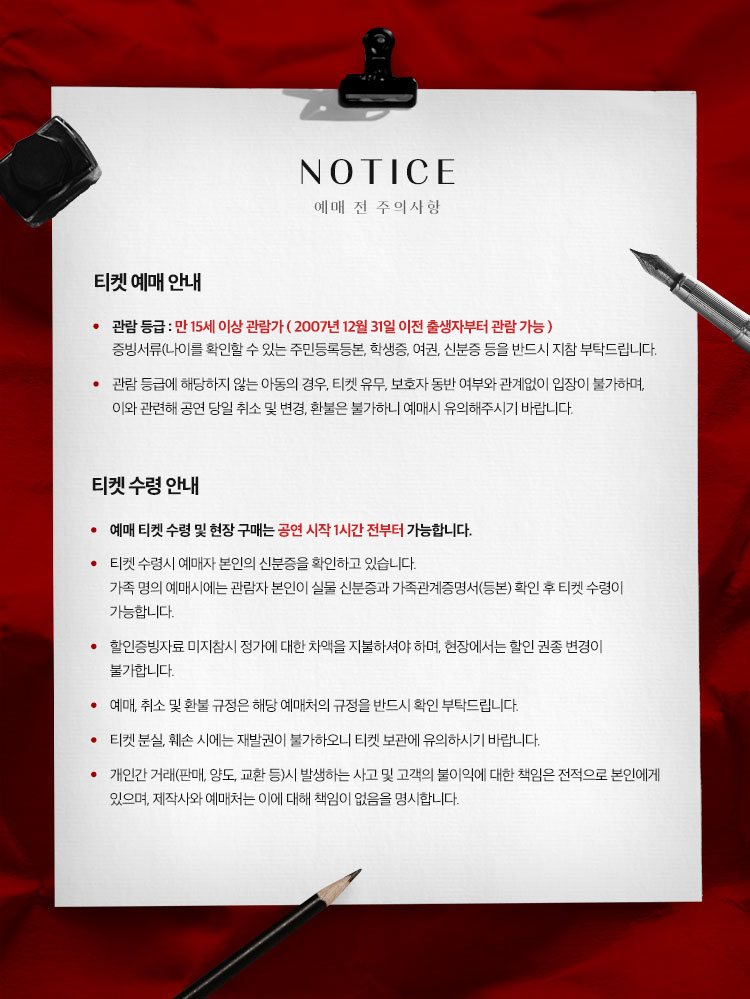 NOTICE
예매 전 주의사항
티켓 예매 안내
• 관람 등급 : 만 15세 이상 관람가 ( 2007년 12월 31일 이전 출생자부터 관람 가능 )
증빙서류(나이를 확인할 수 있는 주민등록등본, 학생증, 여권, 신분증 등을 반드시 지참 부탁드립니다.
• 관람 등급에 해당하지 않는 아동의 경우, 티켓 유무, 보호자 동반 여부와 관계없이 입장이 불가하며,
이와 관련해 공연 당일 취소 및 변경, 환불은 불가하니 예매시 유의해주시기 바랍니다.
티켓 수령 안내
• 예매 티켓 수령 및 현장 구매는 공연 시작 1시간 전부터 가능합니다.
• 티켓 수령시 예매자 본인의 신분증을 확인하고 있습니다.
가족 명의 예매시에는 관람자 본인이 실물 신분증과 가족관계증명서(등본) 확인 후 티켓 수령이
가능합니다.
• 할인증빙자료 미지참시 정가에 대한 차액을 지불하셔야 하며, 현장에서는 할인 권종 변경이
불가합니다.
• 예매, 취소 및 환불 규정은 해당 예매처의 규정을 반드시 확인 부탁드립니다.
• 티켓 분실, 훼손 시에는 재발권이 불가하오니 티켓 보관에 유의하시기 바랍니다.
• 개인간 거래(판매, 양도, 교환 등)시 발생하는 사고 및 고객의 불이익에 대한 책임은 전적으로 본인에게
있으며, 제작사와 예매처는 이에 대해 책임이 없음을 명시합니다.